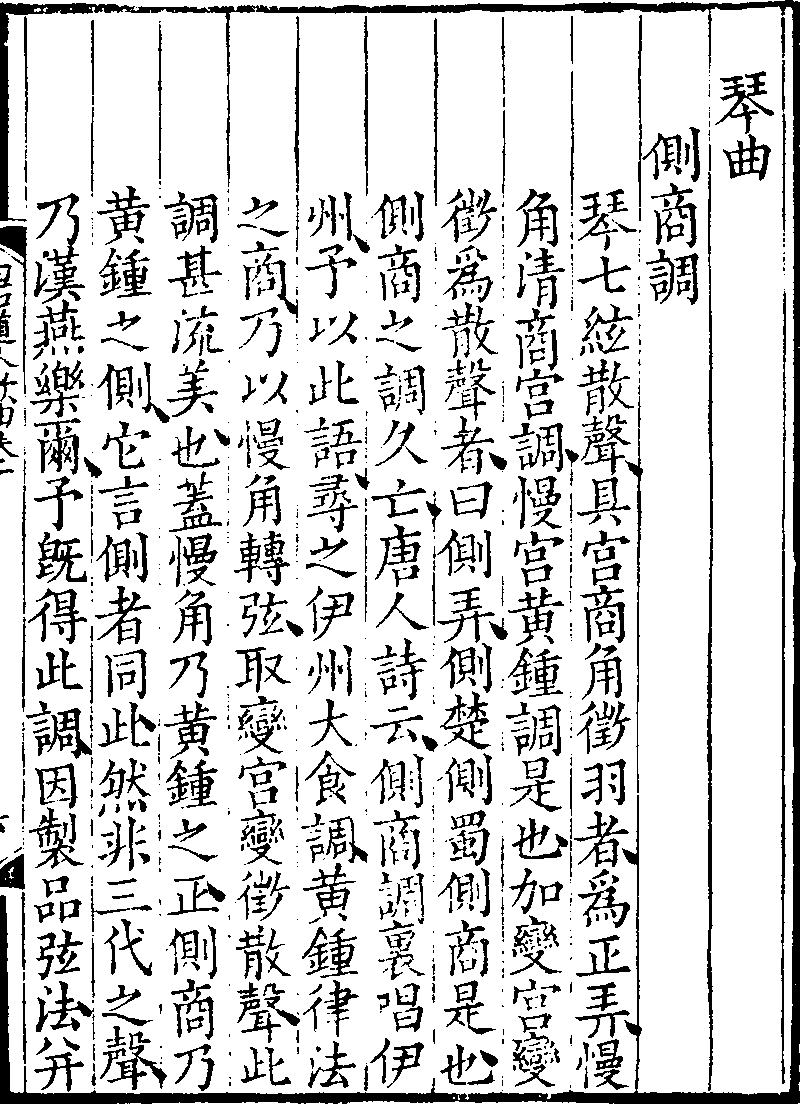 琴曲
側商調
琴七絃散聲具宮商角徵羽者爲正弄慢
角清商宮調慢宮黃鍾調是也加變宮變
徵爲散聲者曰側弄側楚側蜀側商是也
側商之調久亡唐人詩云側商調裏唱伊
州予以此語尋之伊州大食調黃鍾律法
之商乃以慢角轉弦取變宮變徵散聲此
調甚流美也蓋慢角乃黃鍾之正側商乃
黃鍾之側它言側者同此然非三代之聲
乃漢燕樂爾予旣得此調因製品弦法并